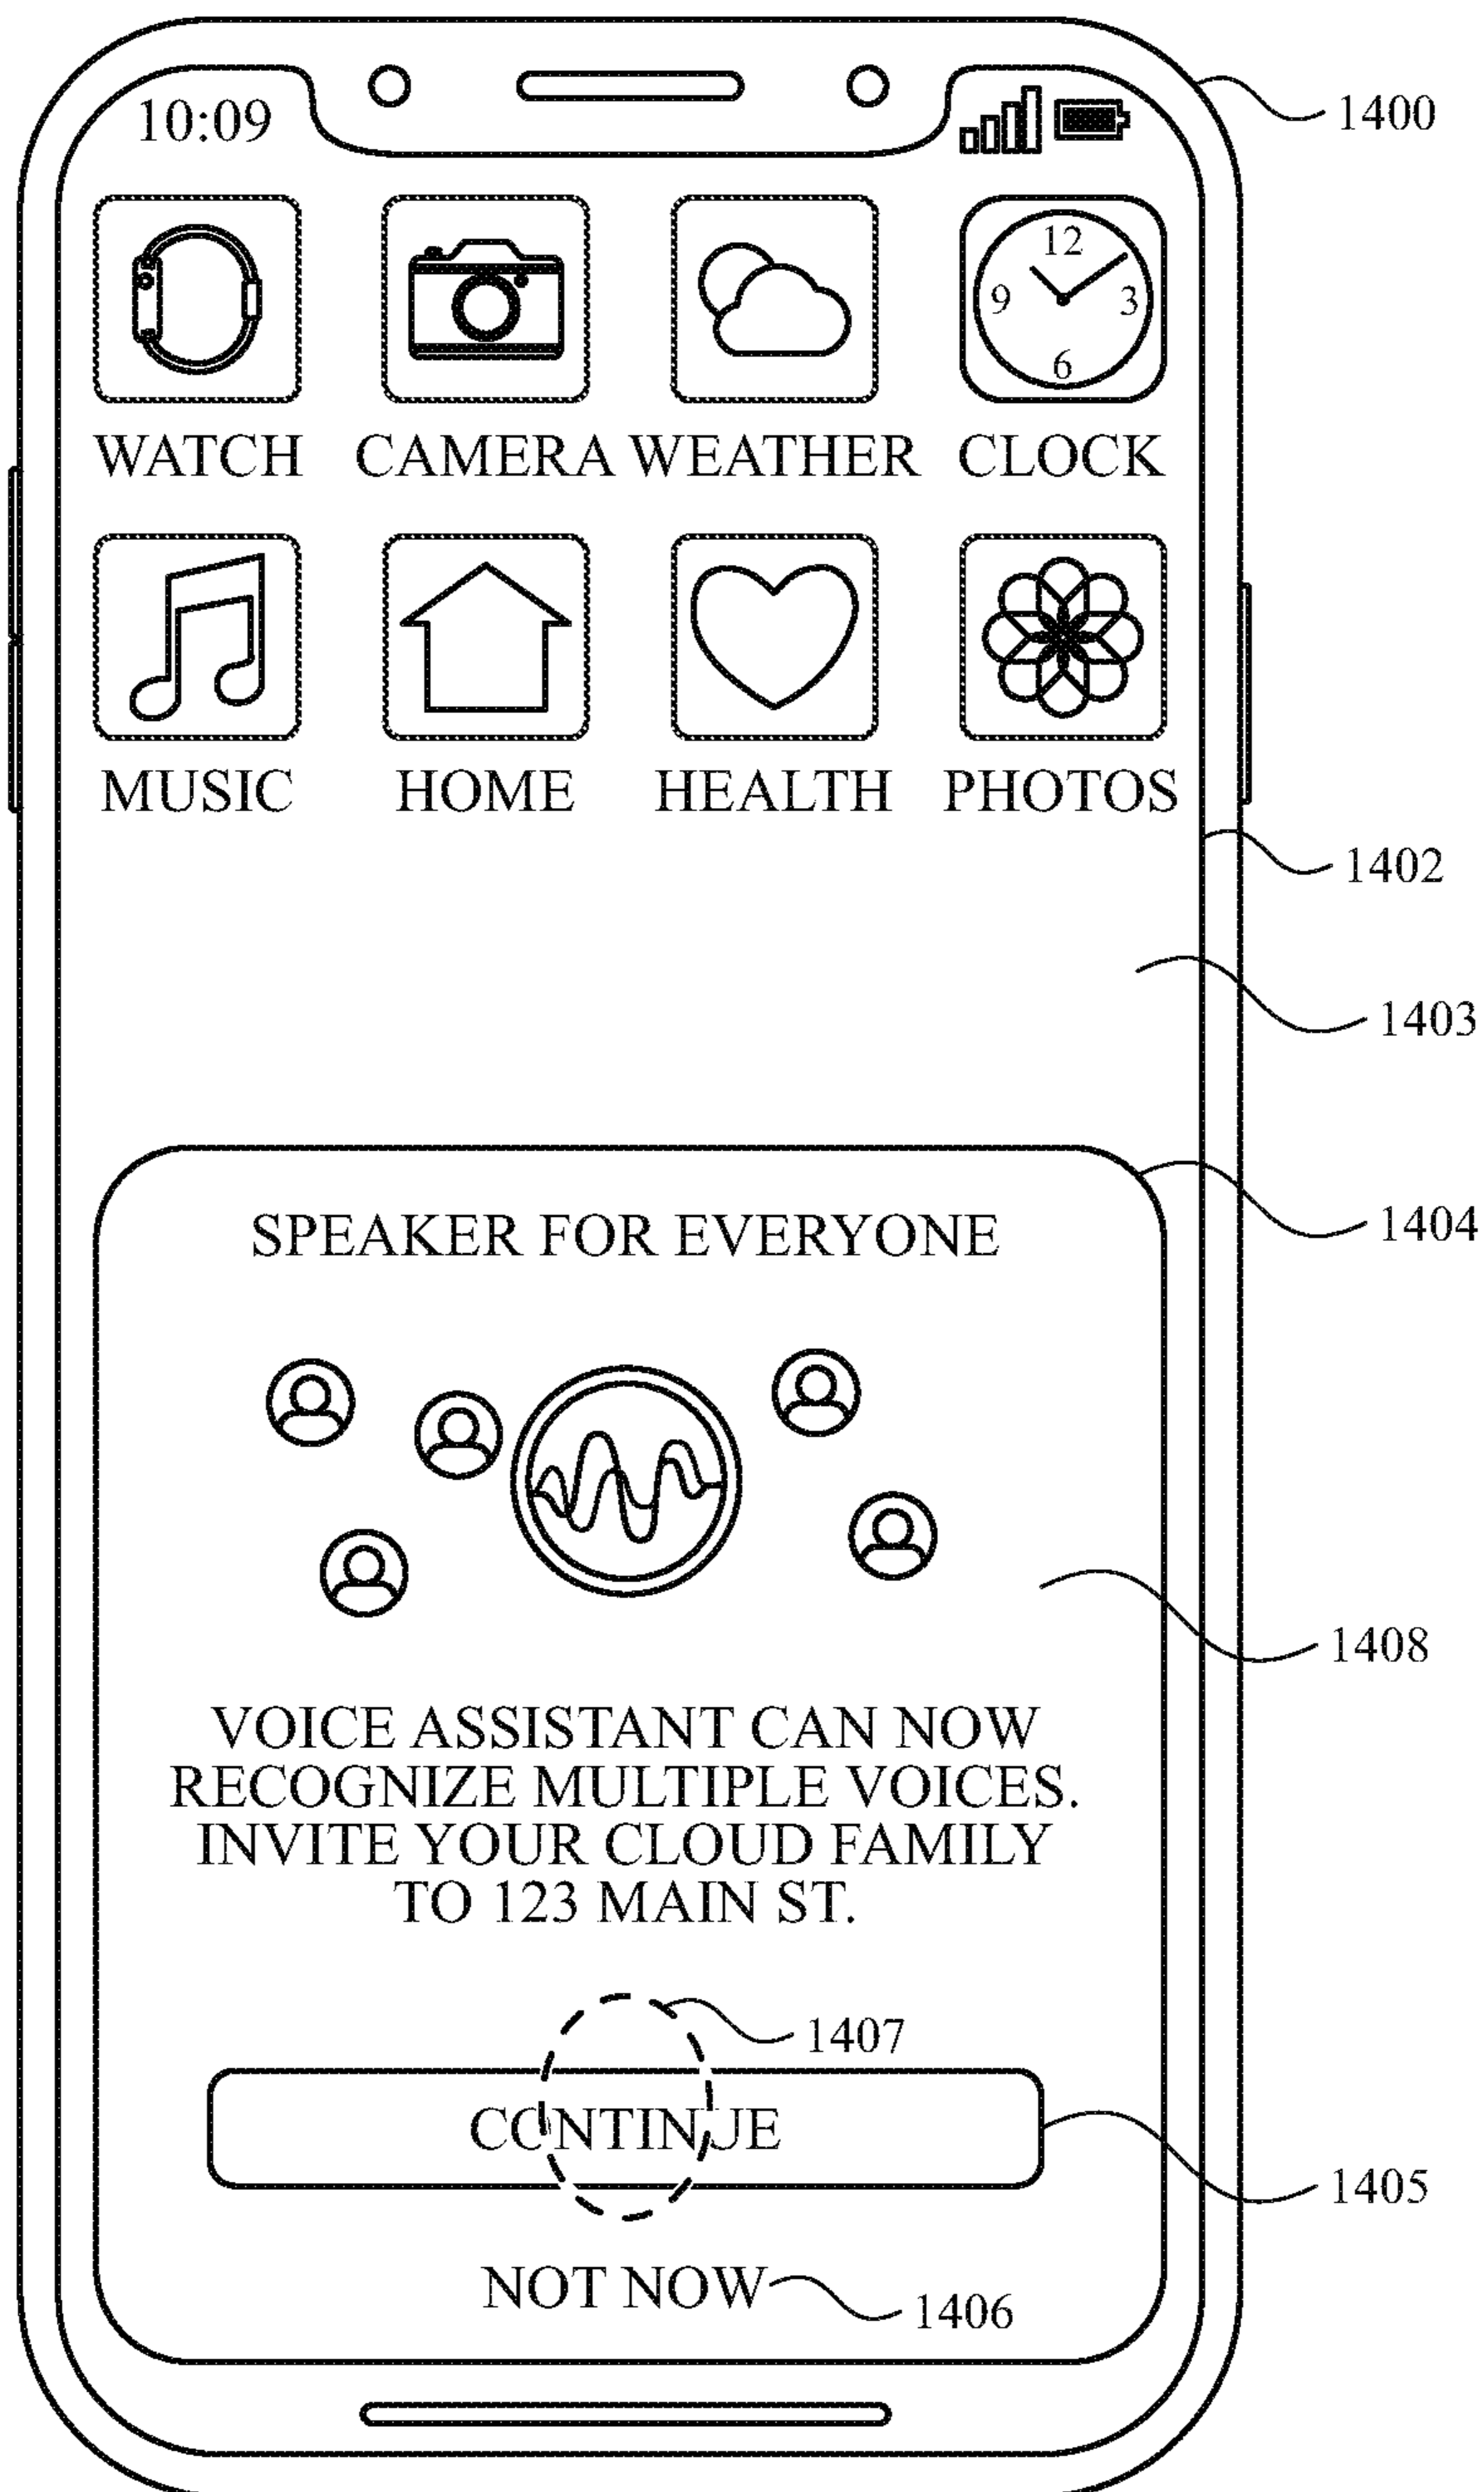 10:09
1400
12
9 3
6
WATCH CAMERA WEATHER CLOCK
MUSIC HOME HEALTH PHOTOS
1402
1403
1404
SPEAKER FOR EVERYONE
1408
VOICE ASSISTANT CAN NOW
RECOGNIZE MULTIPLE VOICES.
INVITE YOUR CLOUD FAMILY
TO 123 MAIN ST.
1407
CONTINUE
1405
NOT NOW
1406